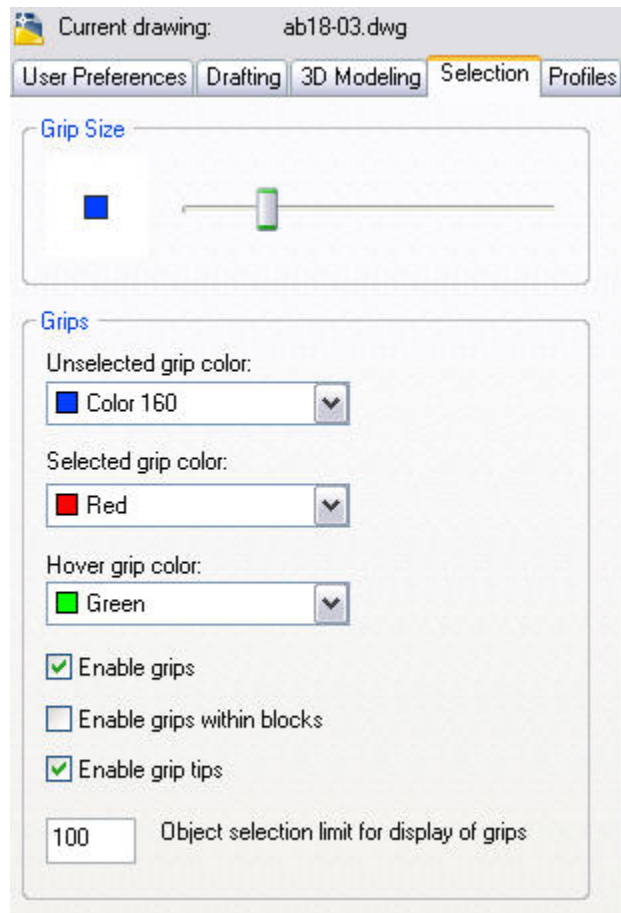 Current drawing: ab18-03.dwg
User Preferences Drafting 3D Modeling Selection Profiles
Grip Size
Grips
Unselected grip color:
Color 160
Selected grip color:
Red
Hover grip color:
Green
Enable grips
Enable grips within blocks
Enable grip tips
100 Object selection limit for display of grips